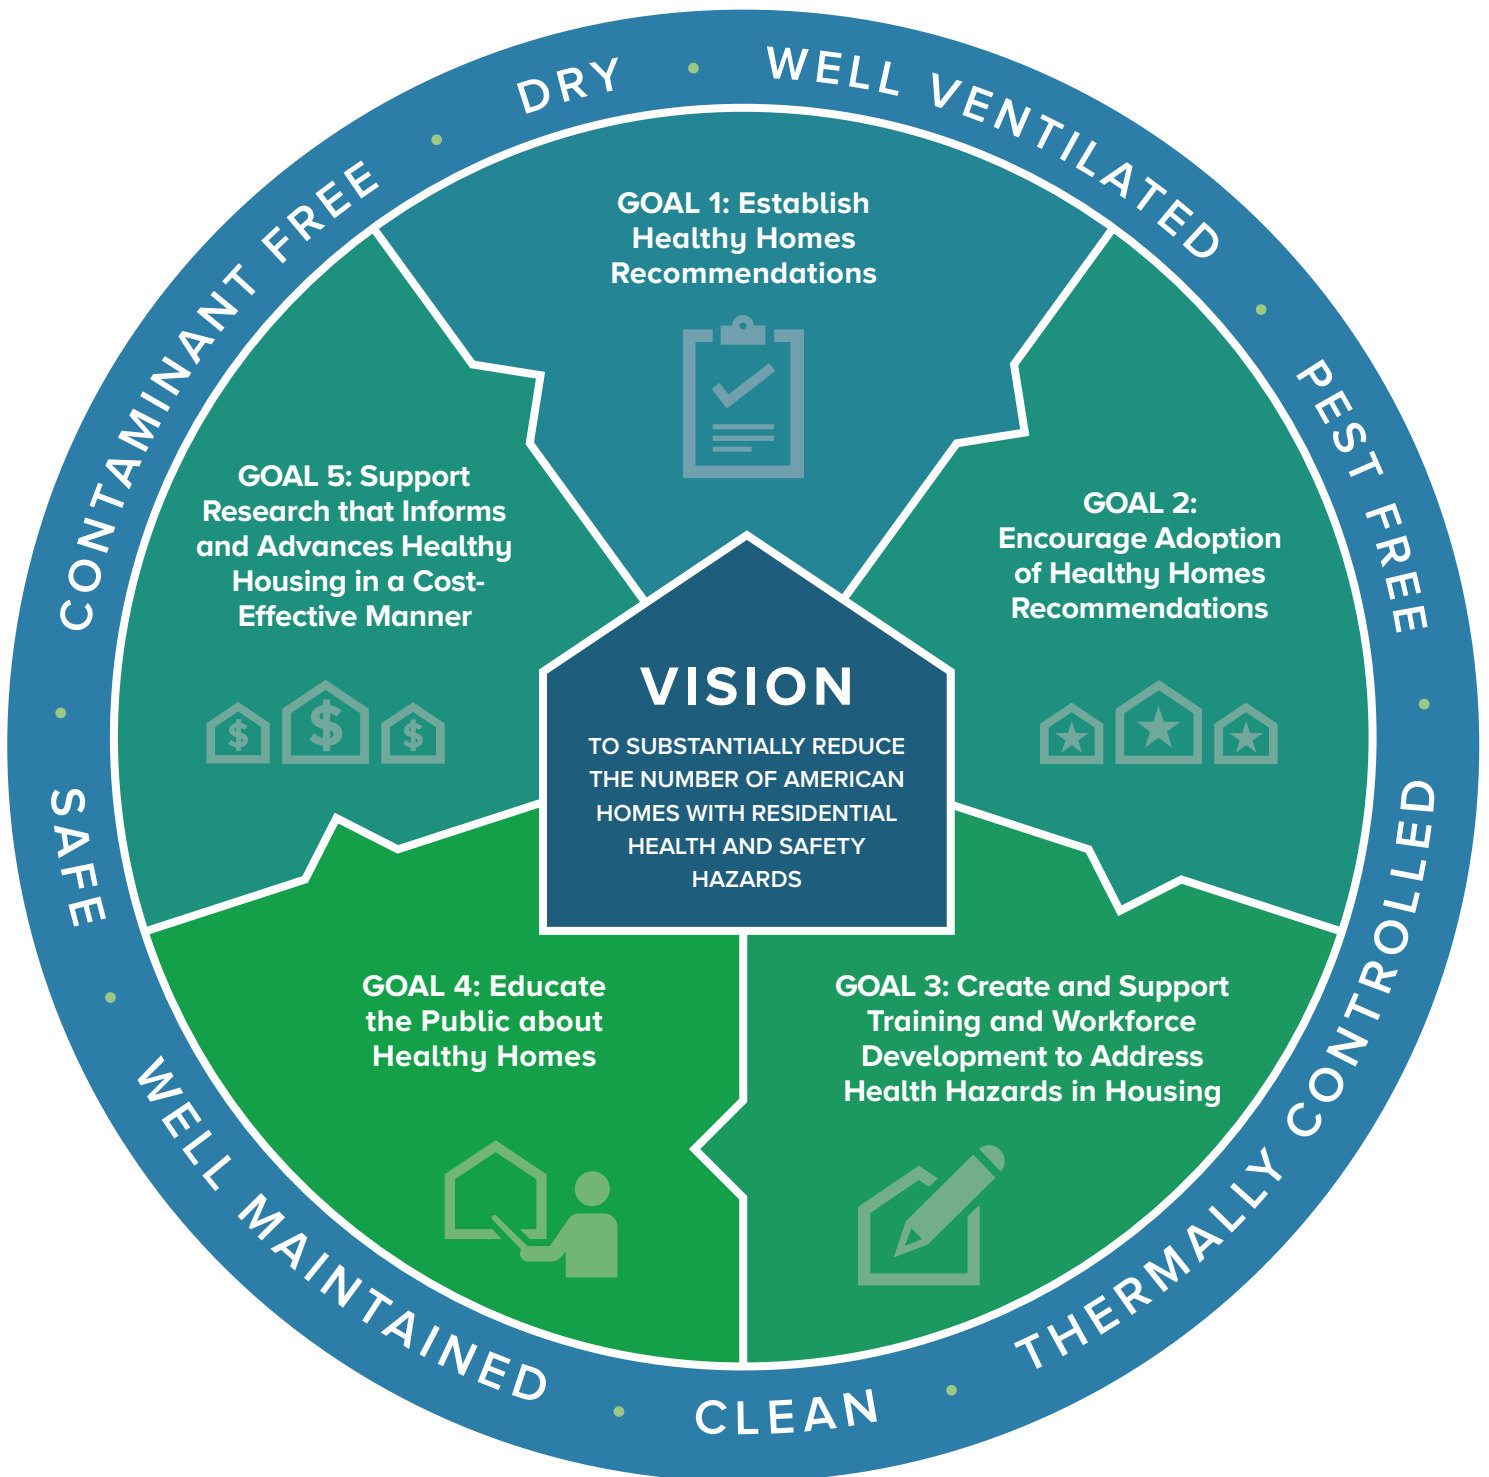 DRY • WELL VENTILATED • PEST FREE • THERMALLY CONTROLLED • CLEAN • WELL MAINTAINED • SAFE • CONTAMINANT FREE •
GOAL 1: Establish
Healthy Homes
Recommendations
GOAL 2:
Encourage Adoption
of Healthy Homes
Recommendations
GOAL 3: Create and Support
Training and Workforce
Development to Address
Health Hazards in Housing
GOAL 4: Educate
the Public about
Healthy Homes
GOAL 5: Support
Research that Informs
and Advances Healthy
Housing in a Cost-
Effective Manner
$ $ $
VISION
TO SUBSTANTIALLY REDUCE
THE NUMBER OF AMERICAN
HOMES WITH RESIDENTIAL
HEALTH AND SAFETY
HAZARDS